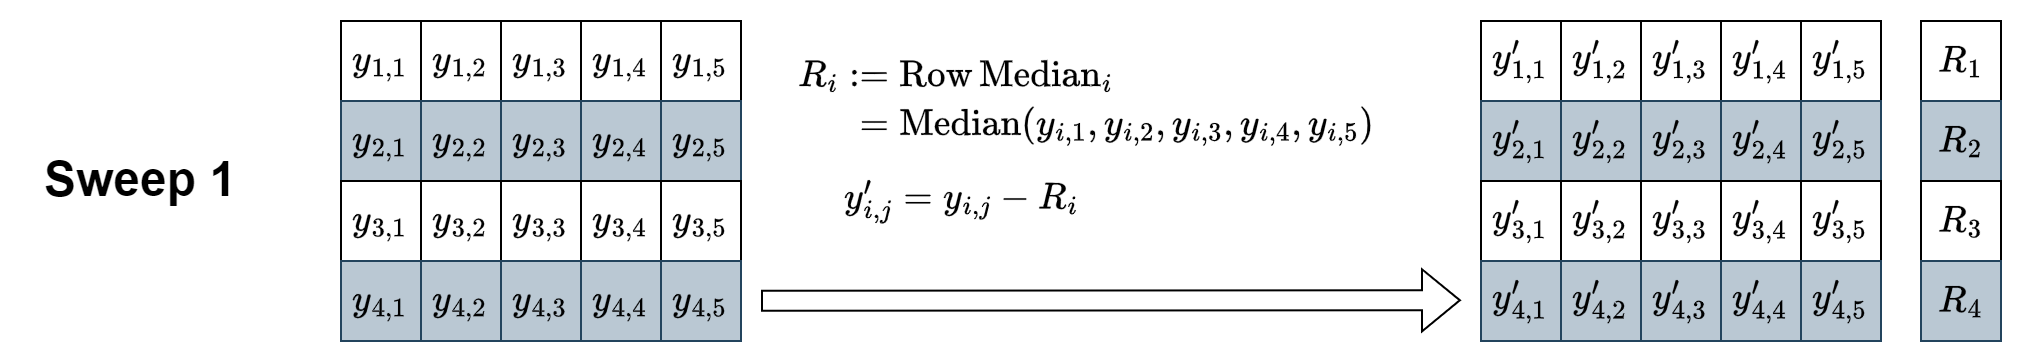 Sweep 1
y1,1 y1,2 y1,3 y1,4 y1,5
y2,1 y2,2 y2,3 y2,4 y2,5
y3,1 y3,2 y3,3 y3,4 y3,5
y4,1 y4,2 y4,3 y4,4 y4,5
Ri := Row Mediani
= Median(yi,1, yi,2, yi,3, yi,4, yi,5)
y′i,j = yi,j − Ri
y′1,1 y′1,2 y′1,3 y′1,4 y′1,5 R1
y′2,1 y′2,2 y′2,3 y′2,4 y′2,5 R2
y′3,1 y′3,2 y′3,3 y′3,4 y′3,5 R3
y′4,1 y′4,2 y′4,3 y′4,4 y′4,5 R4